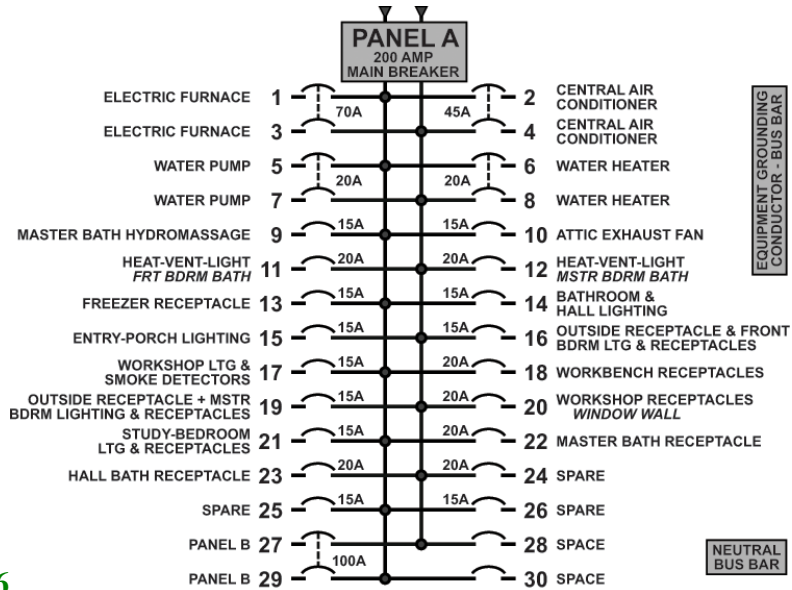 PANEL A
200 AMP
MAIN BREAKER
ELECTRIC FURNACE 1 70A 45A 2 CENTRAL AIR
CONDITIONER
ELECTRIC FURNACE 3 4 CENTRAL AIR
CONDITIONER
WATER PUMP 5 20A 20A 6 WATER HEATER
WATER PUMP 7 8 WATER HEATER
MASTER BATH HYDROMASSAGE 9 15A 15A 10 ATTIC EXHAUST FAN
HEAT-VENT-LIGHT
FRT BDRM BATH 11 20A 20A 12 HEAT-VENT-LIGHT
MSTR BDRM BATH
FREEZER RECEPTACLE 13 15A 15A 14 BATHROOM &
HALL LIGHTING
ENTRY-PORCH LIGHTING 15 15A 15A 16 OUTSIDE RECEPTACLE & FRONT
BDRM LTG & RECEPTACLES
WORKSHOP LTG &
SMOKE DETECTORS 17 15A 20A 18 WORKBENCH RECEPTACLES
OUTSIDE RECEPTACLE + MSTR
BDRM LIGHTING & RECEPTACLES 19 15A 20A 20 WORKSHOP RECEPTACLES
WINDOW WALL
STUDY-BEDROOM
LTG & RECEPTACLES 21 15A 20A 22 MASTER BATH RECEPTACLE
HALL BATH RECEPTACLE 23 20A 20A 24 SPARE
SPARE 25 15A 15A 26 SPARE
PANEL B 27 100A 28 SPACE
PANEL B 29 30 SPACE
EQUIPMENT GROUNDING
CONDUCTOR - BUS BAR
NEUTRAL
BUS BAR